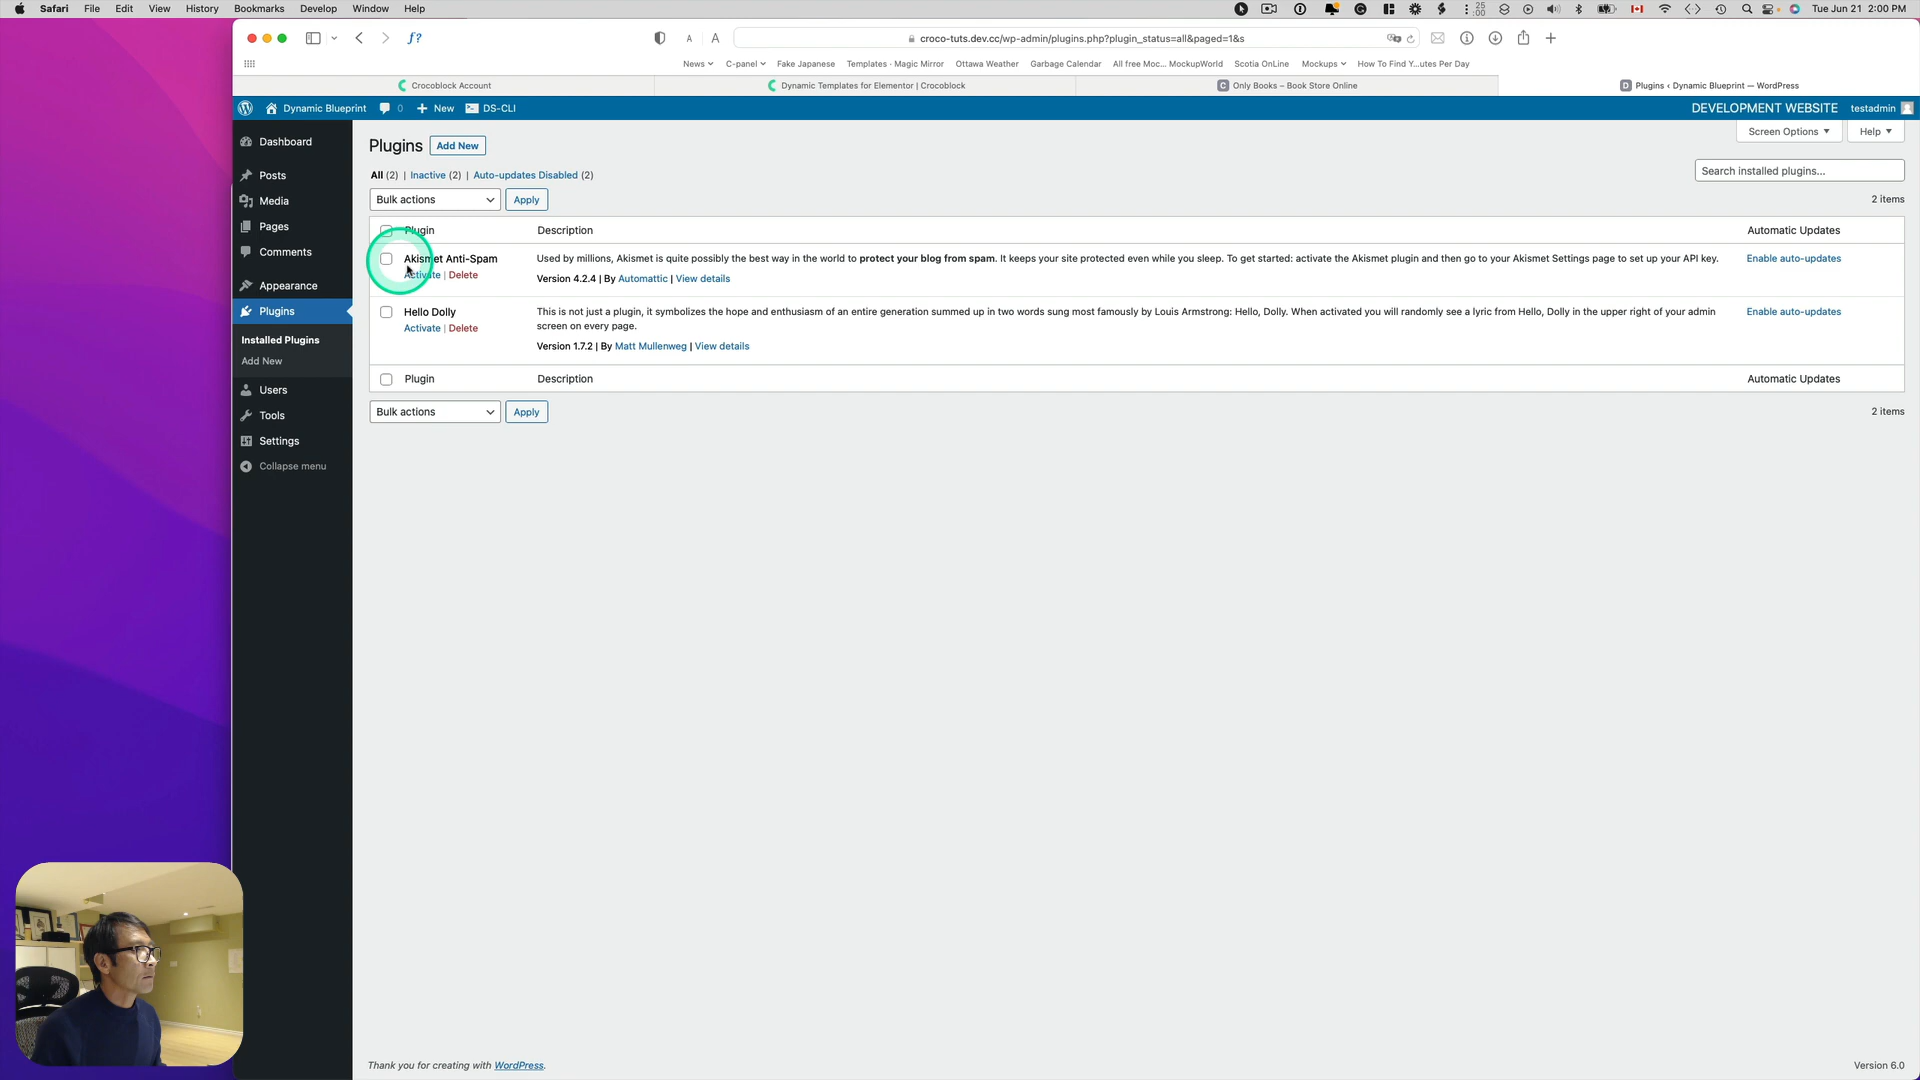 Safari File Edit View History Bookmarks Develop Window Help 25 :00 Tue Jun 21 2:00 PM
f? A A croco-tuts.dev.cc/wp-admin/plugins.php?plugin_status=all&paged=1&s
News C-panel Fake Japanese Templates · Magic Mirror Ottawa Weather Garbage Calendar All free Moc... MockupWorld Scotia OnLine Mockups How To Find Y...utes Per Day
Crocoblock Account Dynamic Templates for Elementor | Crocoblock C Only Books – Book Store Online D Plugins ‹ Dynamic Blueprint — WordPress
Dynamic Blueprint 0 New DS-CLI DEVELOPMENT WEBSITE testadmin
Screen Options Help
Dashboard
Posts
Media
Pages
Comments
Appearance
Plugins
Installed Plugins
Add New
Users
Tools
Settings
Collapse menu
Plugins Add New
All (2) | Inactive (2) | Auto-updates Disabled (2)
Search installed plugins...
Bulk actions Apply 2 items
Plugin Description Automatic Updates
Akismet Anti-Spam Used by millions, Akismet is quite possibly the best way in the world to protect your blog from spam. It keeps your site protected even while you sleep. To get started: activate the Akismet plugin and then go to your Akismet Settings page to set up your API key. Enable auto-updates
Activate | Delete Version 4.2.4 | By Automattic | View details
Hello Dolly This is not just a plugin, it symbolizes the hope and enthusiasm of an entire generation summed up in two words sung most famously by Louis Armstrong: Hello, Dolly. When activated you will randomly see a lyric from Hello, Dolly in the upper right of your admin Enable auto-updates
Activate | Delete screen on every page.
Version 1.7.2 | By Matt Mullenweg | View details
Plugin Description Automatic Updates
Bulk actions Apply 2 items
Thank you for creating with WordPress. Version 6.0